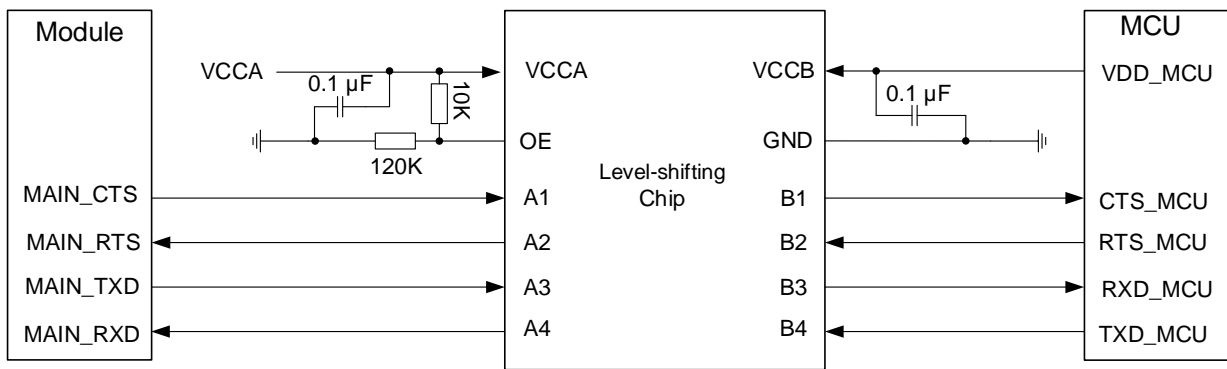 Module
MCU
VCCA
VCCA
VCCB
VDD_MCU
0.1 µF
10K
0.1 µF
OE
GND
120K
Level-shifting
Chip
MAIN_CTS
A1
B1
CTS_MCU
MAIN_RTS
A2
B2
RTS_MCU
MAIN_TXD
A3
B3
RXD_MCU
MAIN_RXD
A4
B4
TXD_MCU